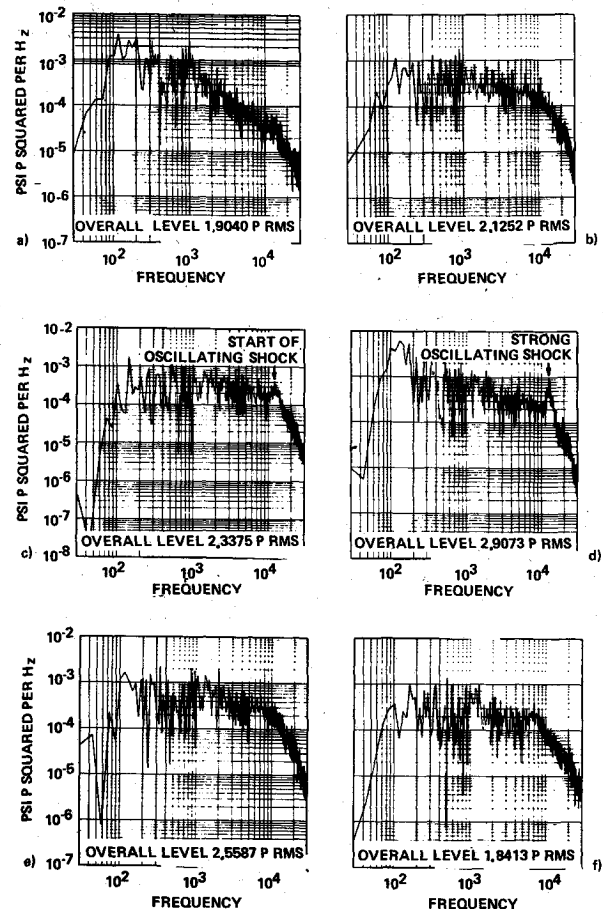 PSI P SQUARED PER Hz
10-2
10-3
10-4
10-5
10-6
10-7
OVERALL LEVEL 1,9040 P RMS
a)
102 103 104
FREQUENCY
OVERALL LEVEL 2,1252 P RMS
b)
102 103 104
FREQUENCY
PSI P SQUARED PER Hz
10-2
10-3
10-4
10-5
10-6
10-7
10-8
START OF
OSCILLATING SHOCK
OVERALL LEVEL 2,3375 P RMS
c)
102 103 104
FREQUENCY
STRONG
OSCILLATING SHOCK
OVERALL LEVEL 2,9073 P RMS
d)
102 103 104
FREQUENCY
PSI P SQUARED PER Hz
10-2
10-3
10-4
10-5
10-6
10-7
OVERALL LEVEL 2,5587 P RMS
e)
102 103 104
FREQUENCY
OVERALL LEVEL 1,8413 P RMS
f)
102 103 104
FREQUENCY